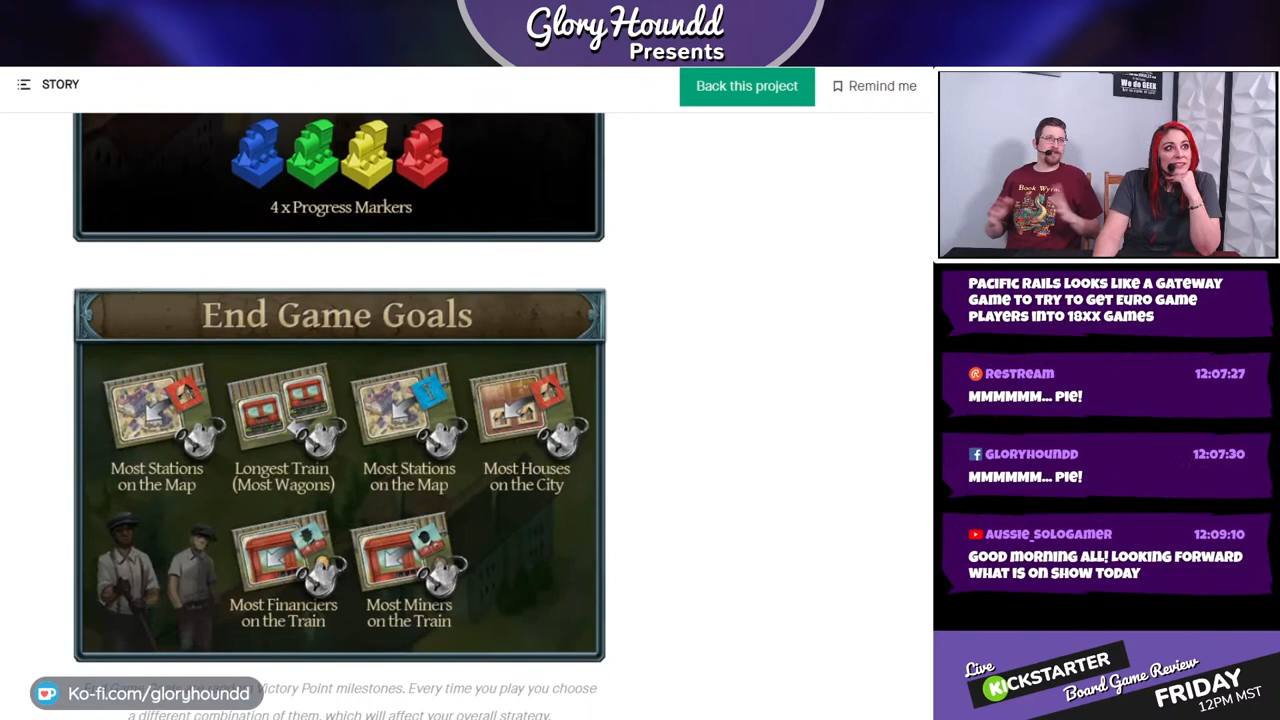 GloryHoundd
Presents
STORY
Back this project
Remind me
We do GEEK
Book Wyrm
4 x Progress Markers
End Game Goals
Most Stations
on the Map
Longest Train
(Most Wagons)
Most Stations
on the Map
Most Houses
on the City
Most Financiers
on the Train
Most Miners
on the Train
Victory Point milestones. Every time you play you choose
a different combination of them, which will affect your overall strategy.
Ko-fi.com/gloryhoundd
PACIFIC RAILS LOOKS LIKE A GATEWAY
GAME TO TRY TO GET EURO GAME
PLAYERS INTO 18XX GAMES
RESTREAM 12:07:27
MMMMMM... PIE!
GLORYHOUNDD 12:07:30
MMMMMM... PIE!
AUSSIE_SOLOGAMER 12:09:10
GOOD MORNING ALL! LOOKING FORWARD
WHAT IS ON SHOW TODAY
Live
KICKSTARTER
Board Game Review
FRIDAY
12PM MST